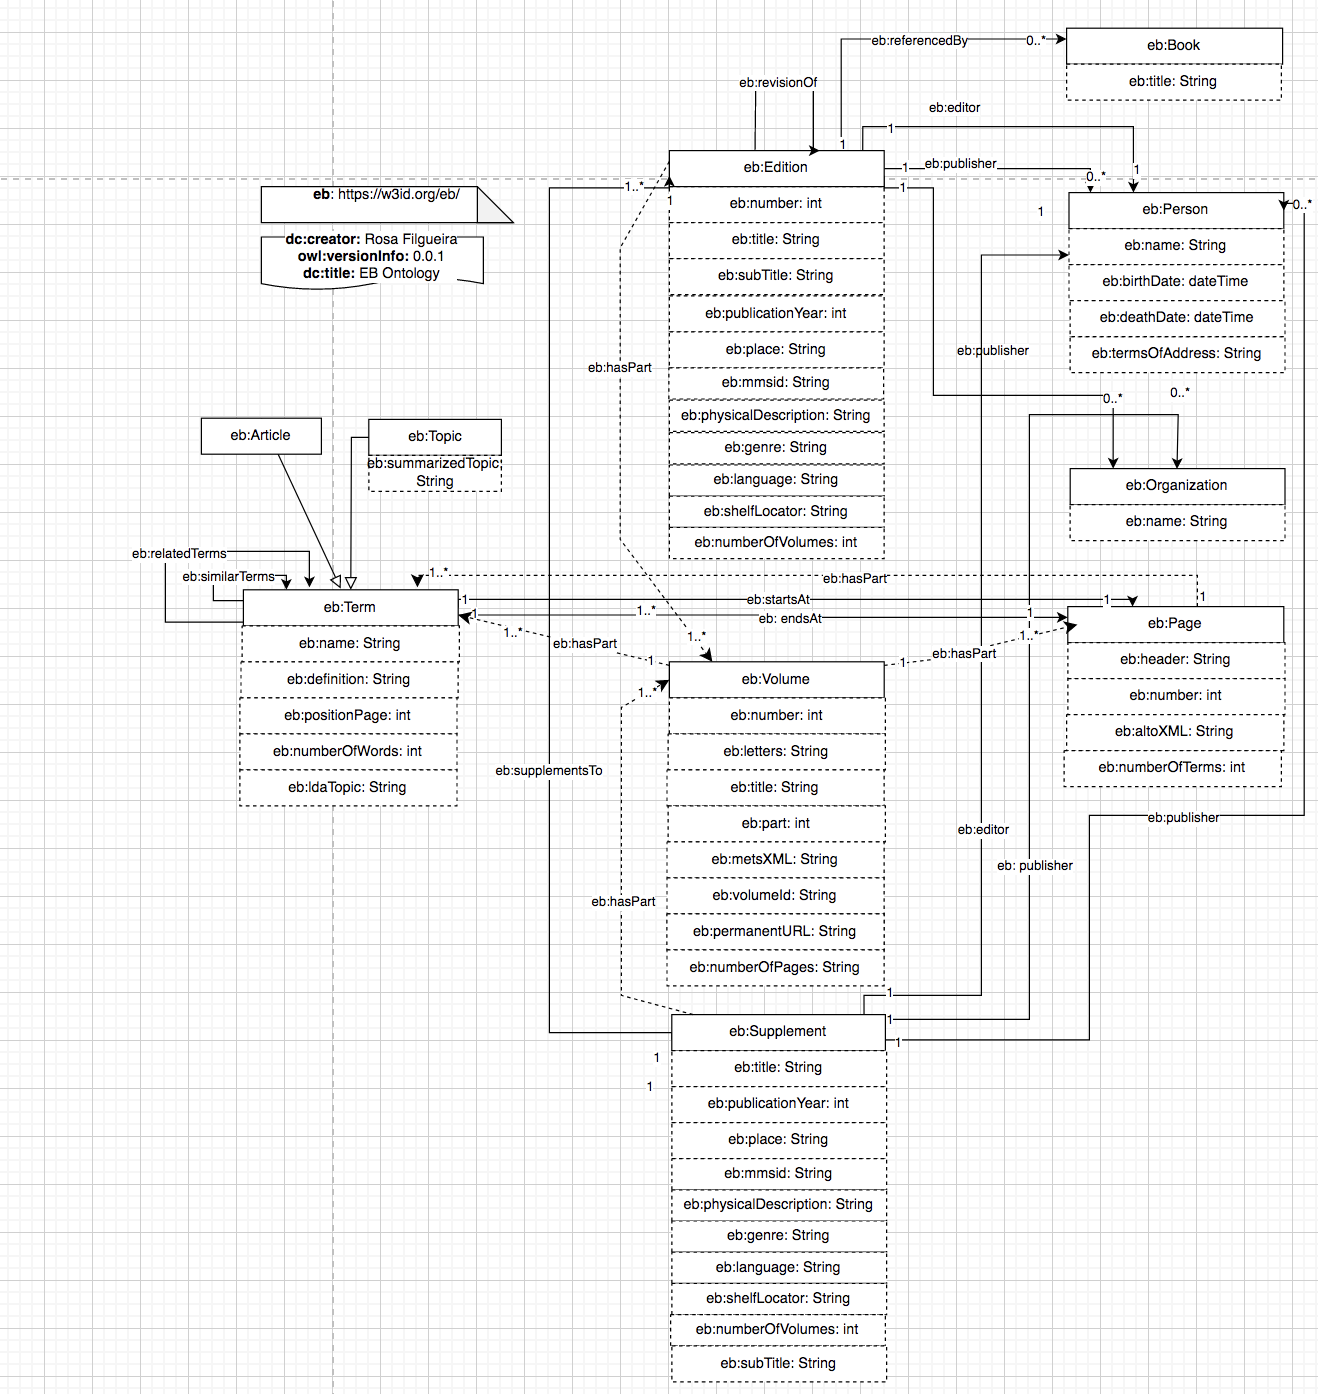 eb:referencedBy
0..*
eb:Book
eb:title: String
eb:revisionOf
1
eb:editor
1
1
eb:Edition
1
eb:publisher
0..*
1..*
1
1
eb:number: int
eb:title: String
eb:subTitle: String
eb:publicationYear: int
eb:place: String
eb:mmsid: String
eb:physicalDescription: String
eb:genre: String
eb:language: String
eb:shelfLocator: String
eb:numberOfVolumes: int
eb: https://w3id.org/eb/
dc:creator: Rosa Filgueira
owl:versionInfo: 0.0.1
dc:title: EB Ontology
1
eb:Person
0..*
eb:name: String
eb:birthDate: dateTime
eb:deathDate: dateTime
eb:termsOfAddress: String
eb:publisher
eb:hasPart
0..*
0..*
eb:Organization
eb:name: String
eb:Article
eb:Topic
eb:summarizedTopic:
String
eb:relatedTerms
eb:similarTerms
1..*
eb:hasPart
1
eb:Term
1
eb:startsAt
1
1
1..*
eb: endsAt
1
eb:name: String
eb:definition: String
eb:positionPage: int
eb:numberOfWords: int
eb:ldaTopic: String
eb:Page
eb:header: String
eb:number: int
eb:altoXML: String
eb:numberOfTerms: int
1..*
eb:hasPart
1
1..*
1
eb:hasPart
1..*
1..*
eb:Volume
eb:number: int
eb:letters: String
eb:title: String
eb:part: int
eb:metsXML: String
eb:volumeId: String
eb:permanentURL: String
eb:numberOfPages: String
eb:supplementsTo
eb:hasPart
eb:editor
eb: publisher
eb:publisher
1
1
1
eb:Supplement
1
1
eb:title: String
eb:publicationYear: int
eb:place: String
eb:mmsid: String
eb:physicalDescription: String
eb:genre: String
eb:language: String
eb:shelfLocator: String
eb:numberOfVolumes: int
eb:subTitle: String